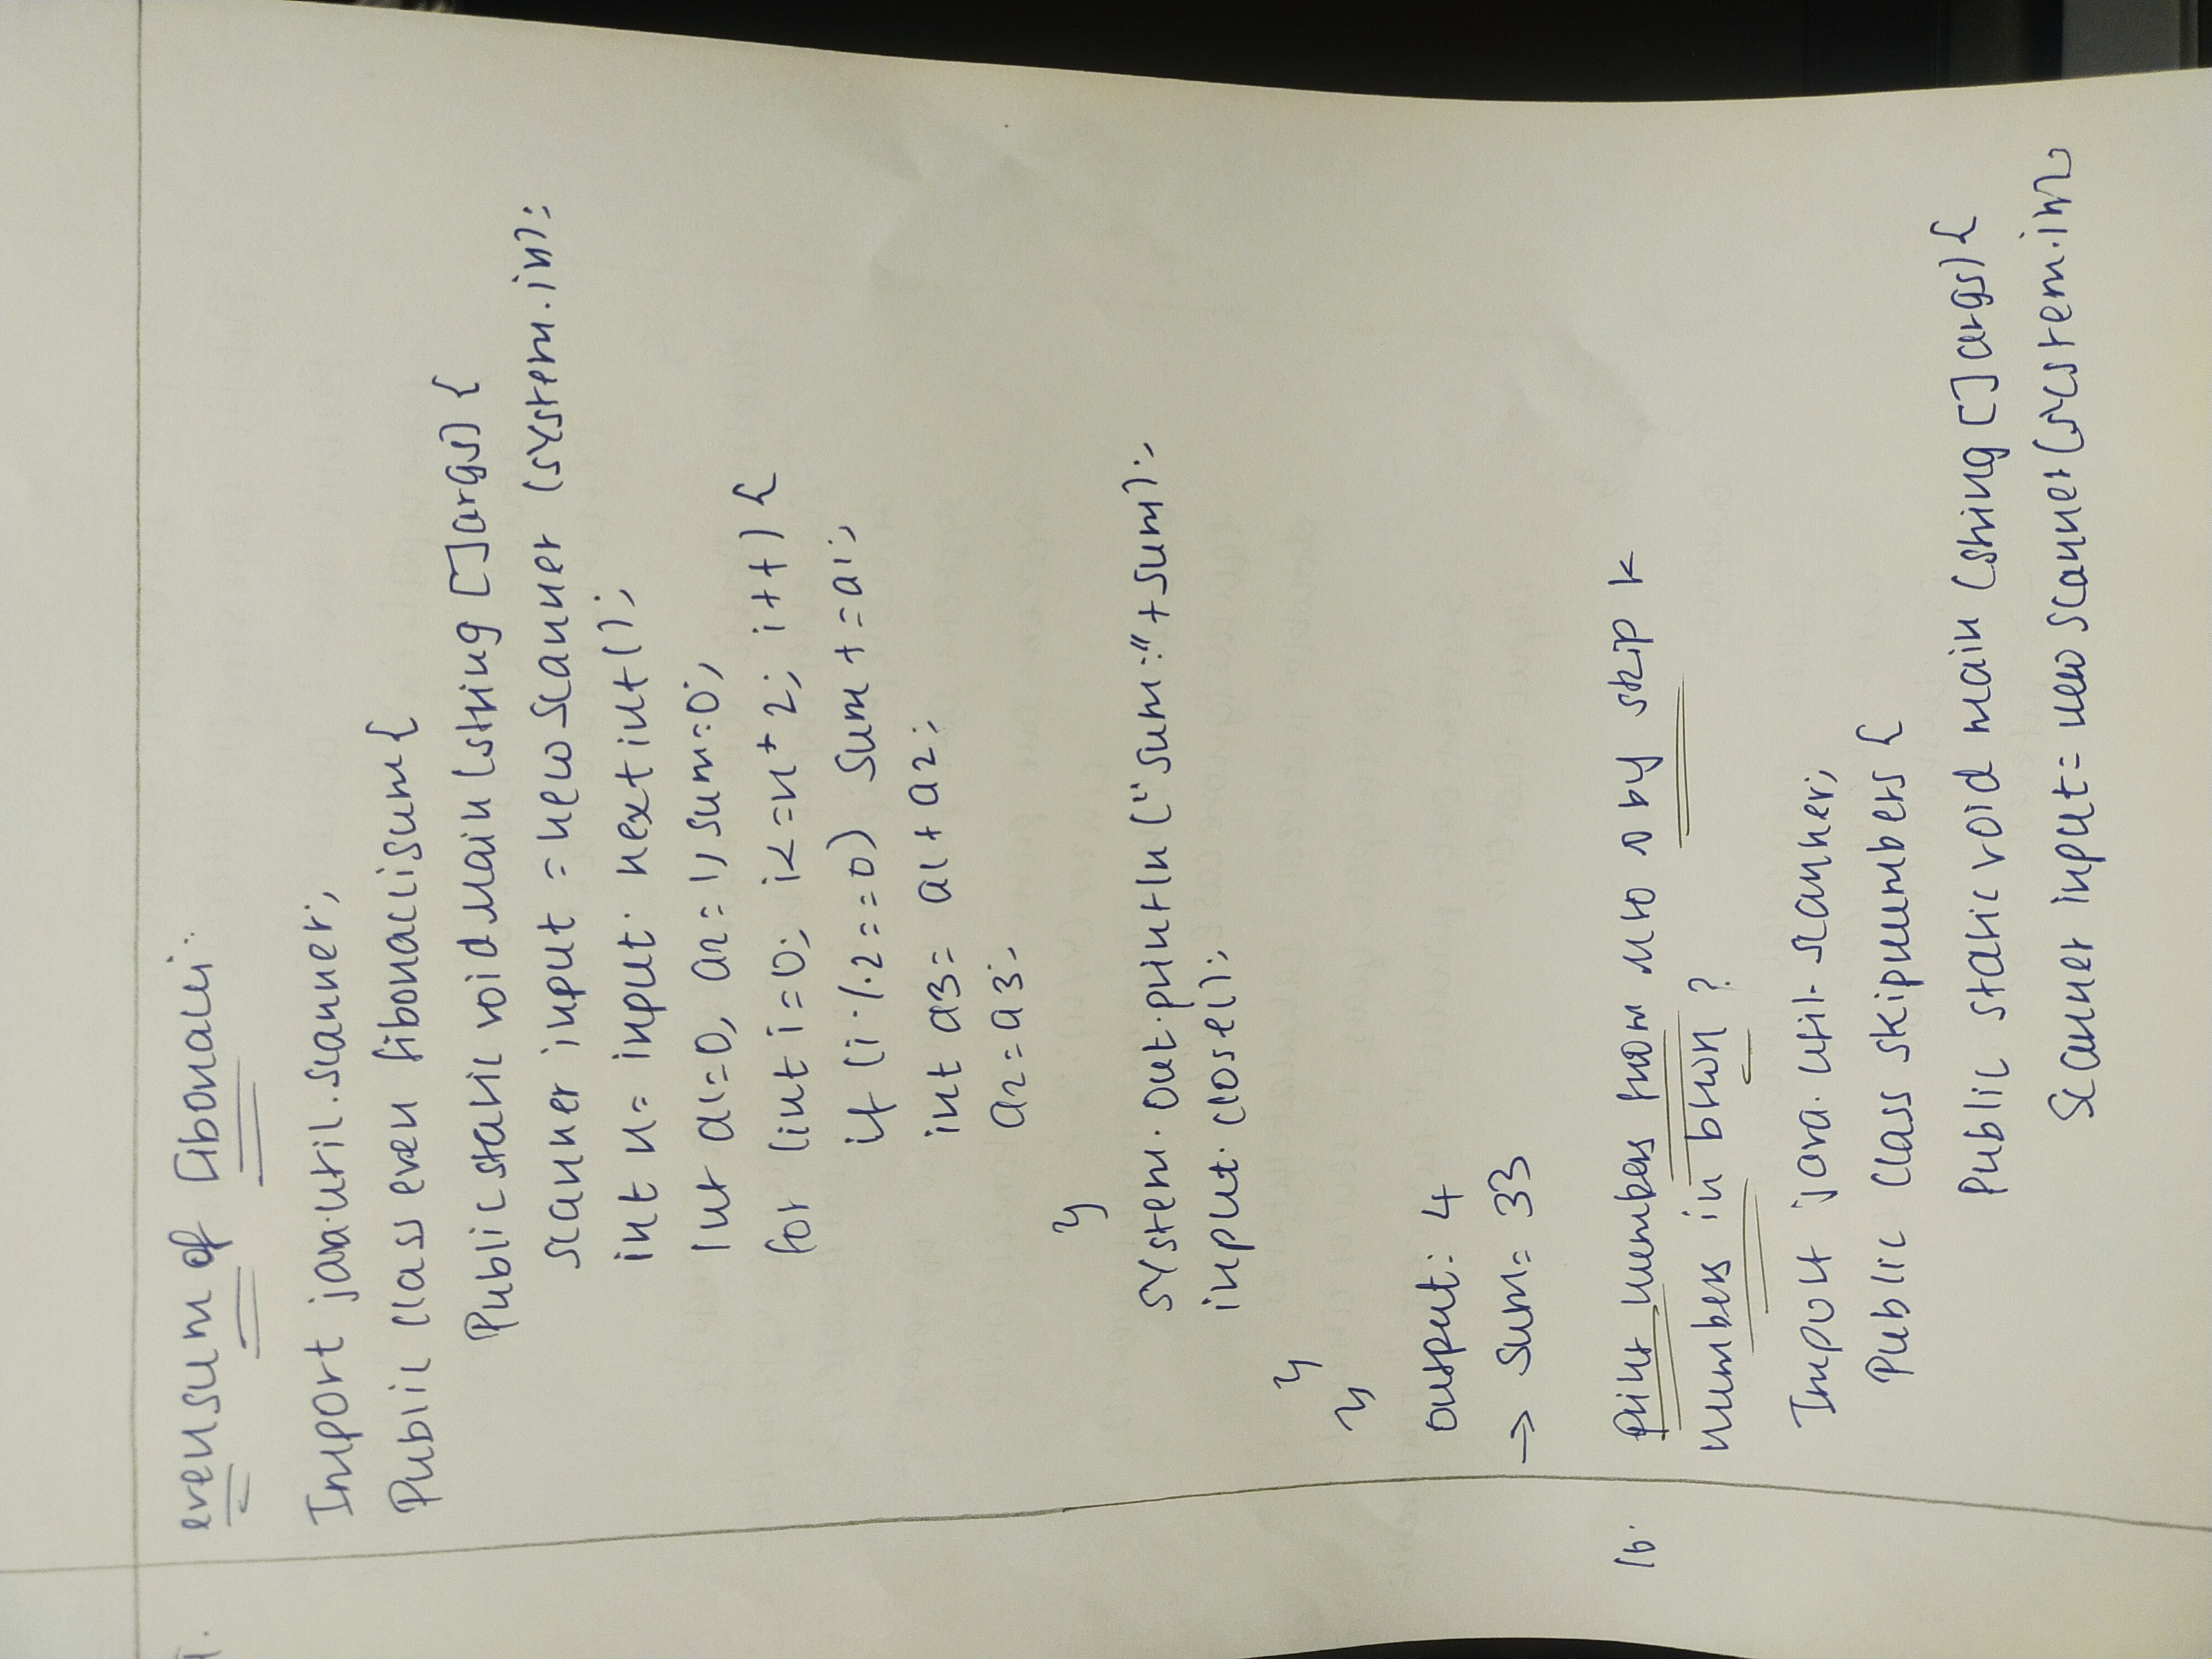 evensum of fibonacci:
Import java.util.scanner;
Public class even fibonaccisum{
Public static void Main (string []args) {
scanner input = new Scanner (system.in);
int n= input. nextint();
Int a1=0, a2=1, sum=0;
for (int i=0; i<=n*2; i++) {
if (i%2==0) sum+=a1;
int a3= a1+a2;
a2=a3;
}
system.out.println ("sum:"+sum);
input.close();
}
}
output: 4
→ sum= 33
16. print numbers from M to 0 by skip k
numbers in btwn ?
Import java.util.scanner;
Public class skipnumbers {
Public static void main (string [] args) {
Scanner input = new Scanner(system.in);